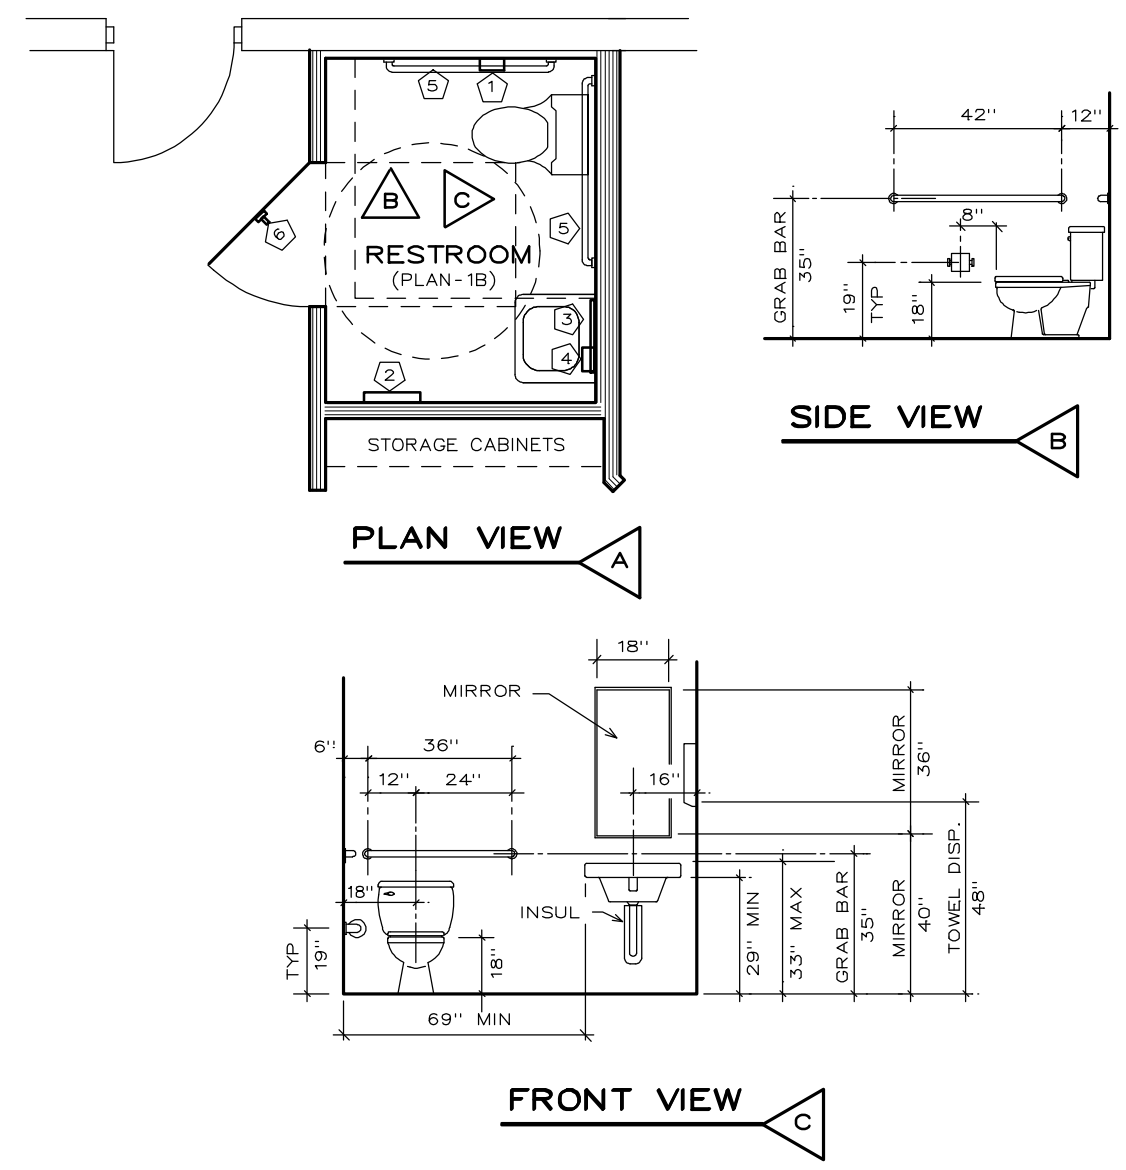 5
1
B
C
5
RESTROOM
(PLAN-1B)
6
3
4
2
STORAGE CABINETS
PLAN VIEW
A
42"
12"
8"
GRAB BAR
35"
19"
TYP
18"
SIDE VIEW
B
18"
MIRROR
6"
36"
12"
24"
16"
MIRROR
36"
18"
INSUL
TYP
19"
18"
29" MIN
33" MAX
GRAB BAR
35"
MIRROR
40"
TOWEL DISP.
48"
69" MIN
FRONT VIEW
C